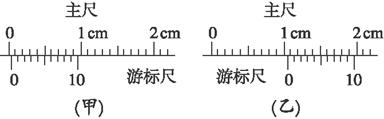 主尺
0 1 cm 2 cm
0 10 游标尺
(甲)
主尺
0 1 cm 2 cm
游标尺 0 10
(乙)